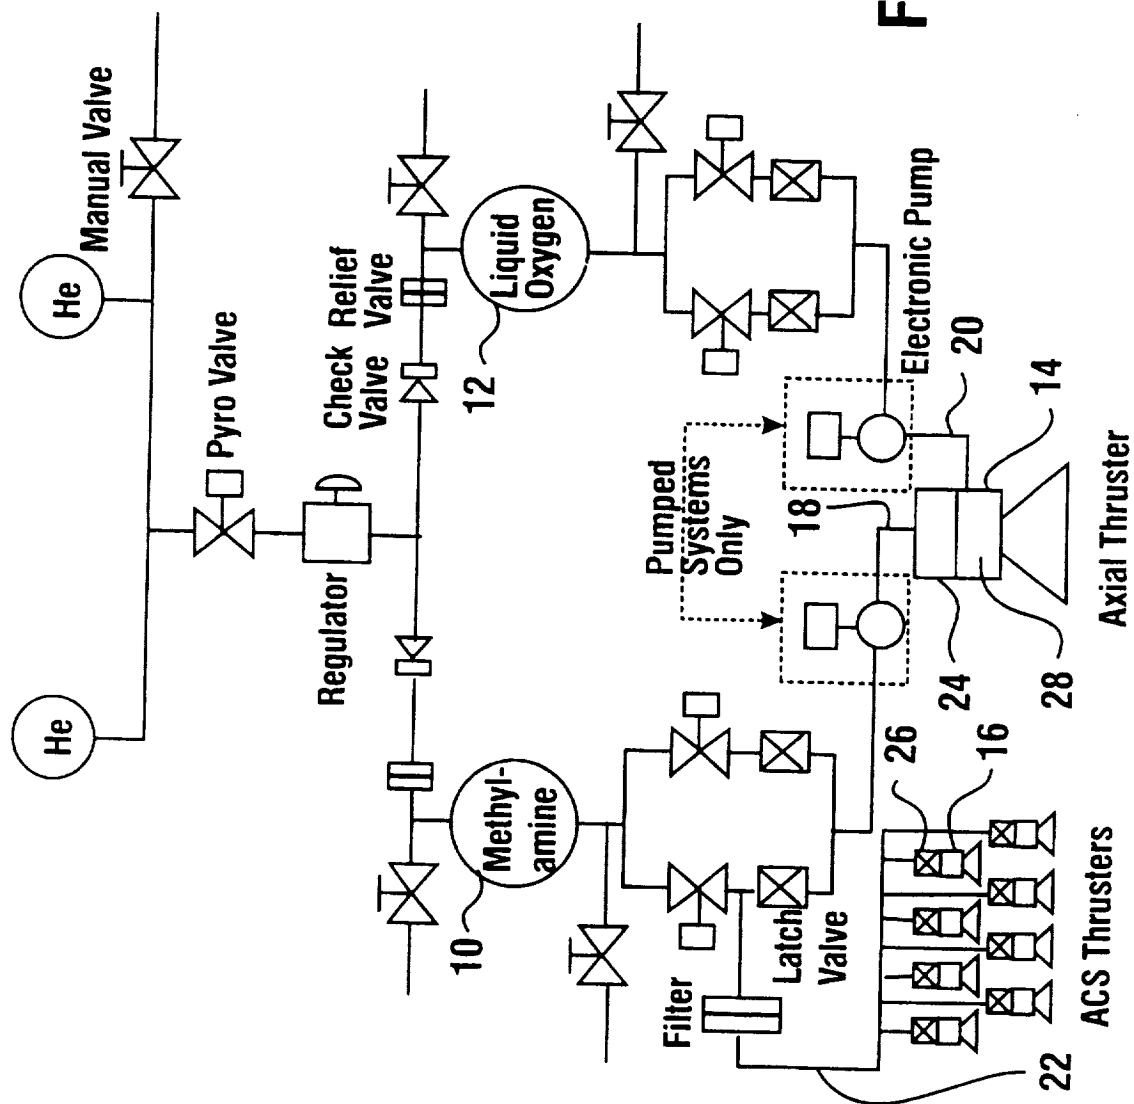 F
He
He
Manual Valve
Pyro Valve
Regulator
Check
Valve
Relief
Valve
Methyl-
amine
10
Liquid
Oxygen
12
Filter
Latch
Valve
Pumped
Systems
Only
Electronic Pump
18
20
14
24
28
26
16
22
ACS Thrusters
Axial Thruster